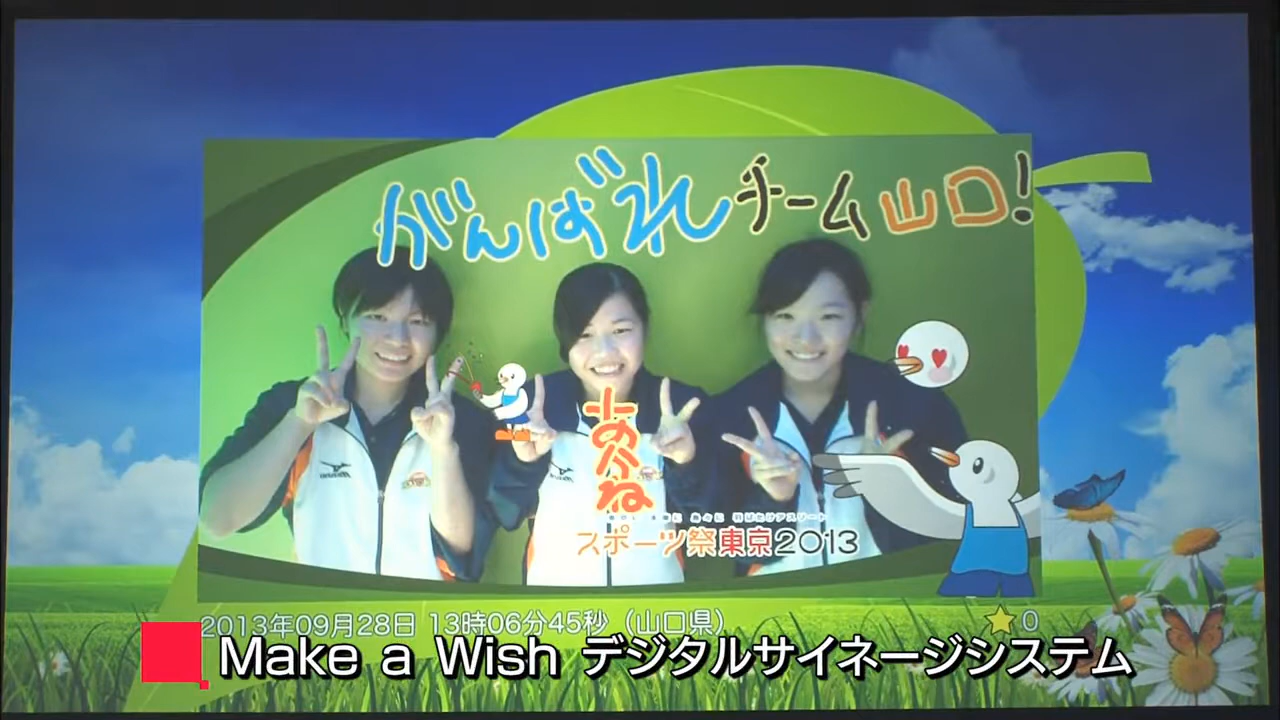 がんばれチーム山口!
あかね
スポーツ祭東京2013
2013年09月28日 13時06分45秒 (山口県)
0
Make a Wish デジタルサイネージシステム